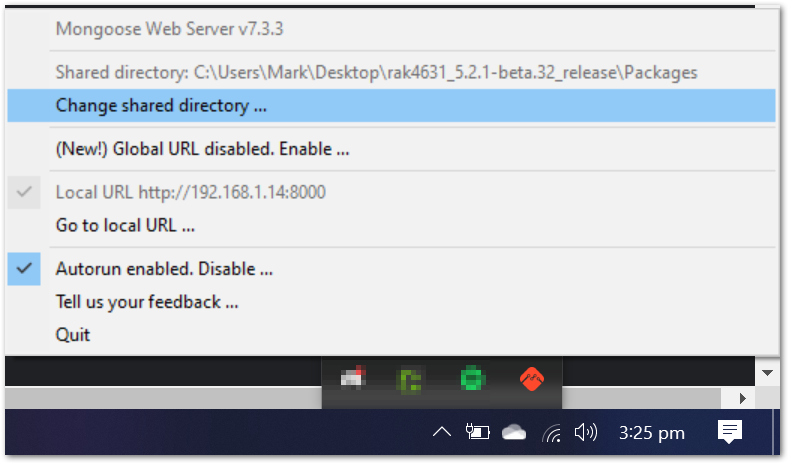 Mongoose Web Server v7.3.3
Shared directory: C:\Users\Mark\Desktop\rak4631_5.2.1-beta.32_release\Packages
Change shared directory ...
(New!) Global URL disabled. Enable ...
Local URL http://192.168.1.14:8000
Go to local URL ...
Autorun enabled. Disable ...
Tell us your feedback ...
Quit
3:25 pm